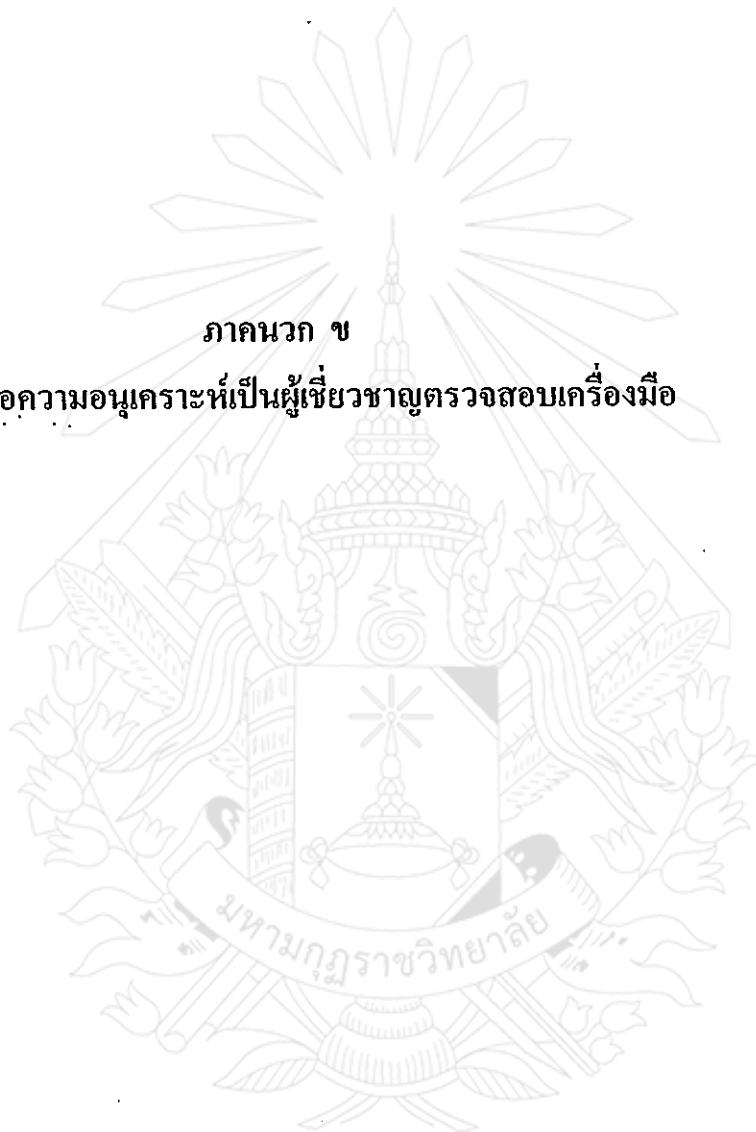 ภาคผนวก ข
อความอนุเคราะห์เป็นผู้เชี่ยวชาญตรวจสอบเครื่องมือ
มหามกุฏราชวิทยาลัย